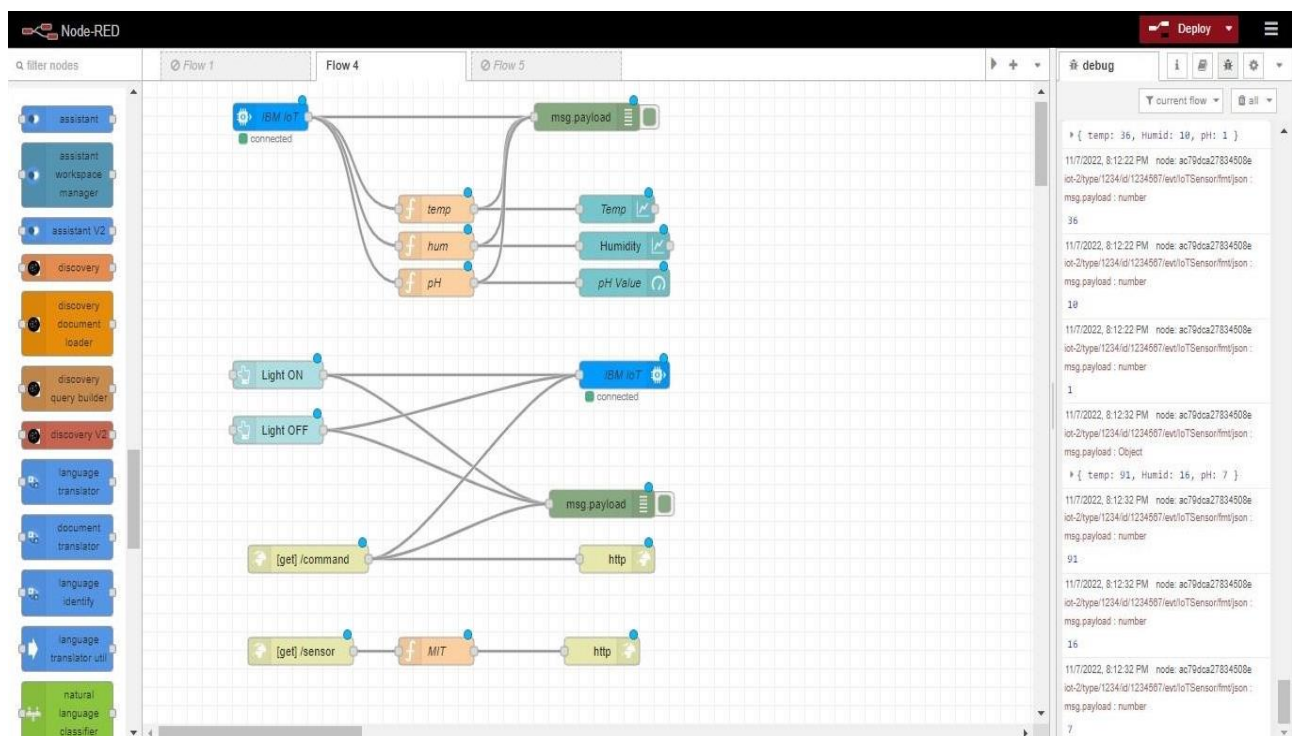 Node-RED
Deploy
filter nodes
Flow 1
Flow 4
Flow 5
debug
i
current flow
all
assistant
assistant
workspace
manager
assistant V2
discovery
discovery
document
loader
discovery
query builder
discovery V2
language
translator
document
translator
language
identify
language
translator util
natural
language
classifier
IBM IoT
connected
msg.payload
f
temp
Temp
f
hum
Humidity
f
pH
pH Value
Light ON
IBM IoT
connected
Light OFF
msg.payload
[get] /command
http
[get] /sensor
f
MIT
http
{ temp: 36, Humid: 10, pH: 1 }
11/7/2022, 8:12:22 PM node: ac79dca27834508e
iot-2/type/1234/id/1234567/evt/IoTSensor/fmt/json :
msg.payload : number
36
11/7/2022, 8:12:22 PM node: ac79dca27834508e
iot-2/type/1234/id/1234567/evt/IoTSensor/fmt/json :
msg.payload : number
10
11/7/2022, 8:12:22 PM node: ac79dca27834508e
iot-2/type/1234/id/1234567/evt/IoTSensor/fmt/json :
msg.payload : number
1
11/7/2022, 8:12:32 PM node: ac79dca27834508e
iot-2/type/1234/id/1234567/evt/IoTSensor/fmt/json :
msg.payload : Object
{ temp: 91, Humid: 16, pH: 7 }
11/7/2022, 8:12:32 PM node: ac79dca27834508e
iot-2/type/1234/id/1234567/evt/IoTSensor/fmt/json :
msg.payload : number
91
11/7/2022, 8:12:32 PM node: ac79dca27834508e
iot-2/type/1234/id/1234567/evt/IoTSensor/fmt/json :
msg.payload : number
16
11/7/2022, 8:12:32 PM node: ac79dca27834508e
iot-2/type/1234/id/1234567/evt/IoTSensor/fmt/json :
msg.payload : number
7